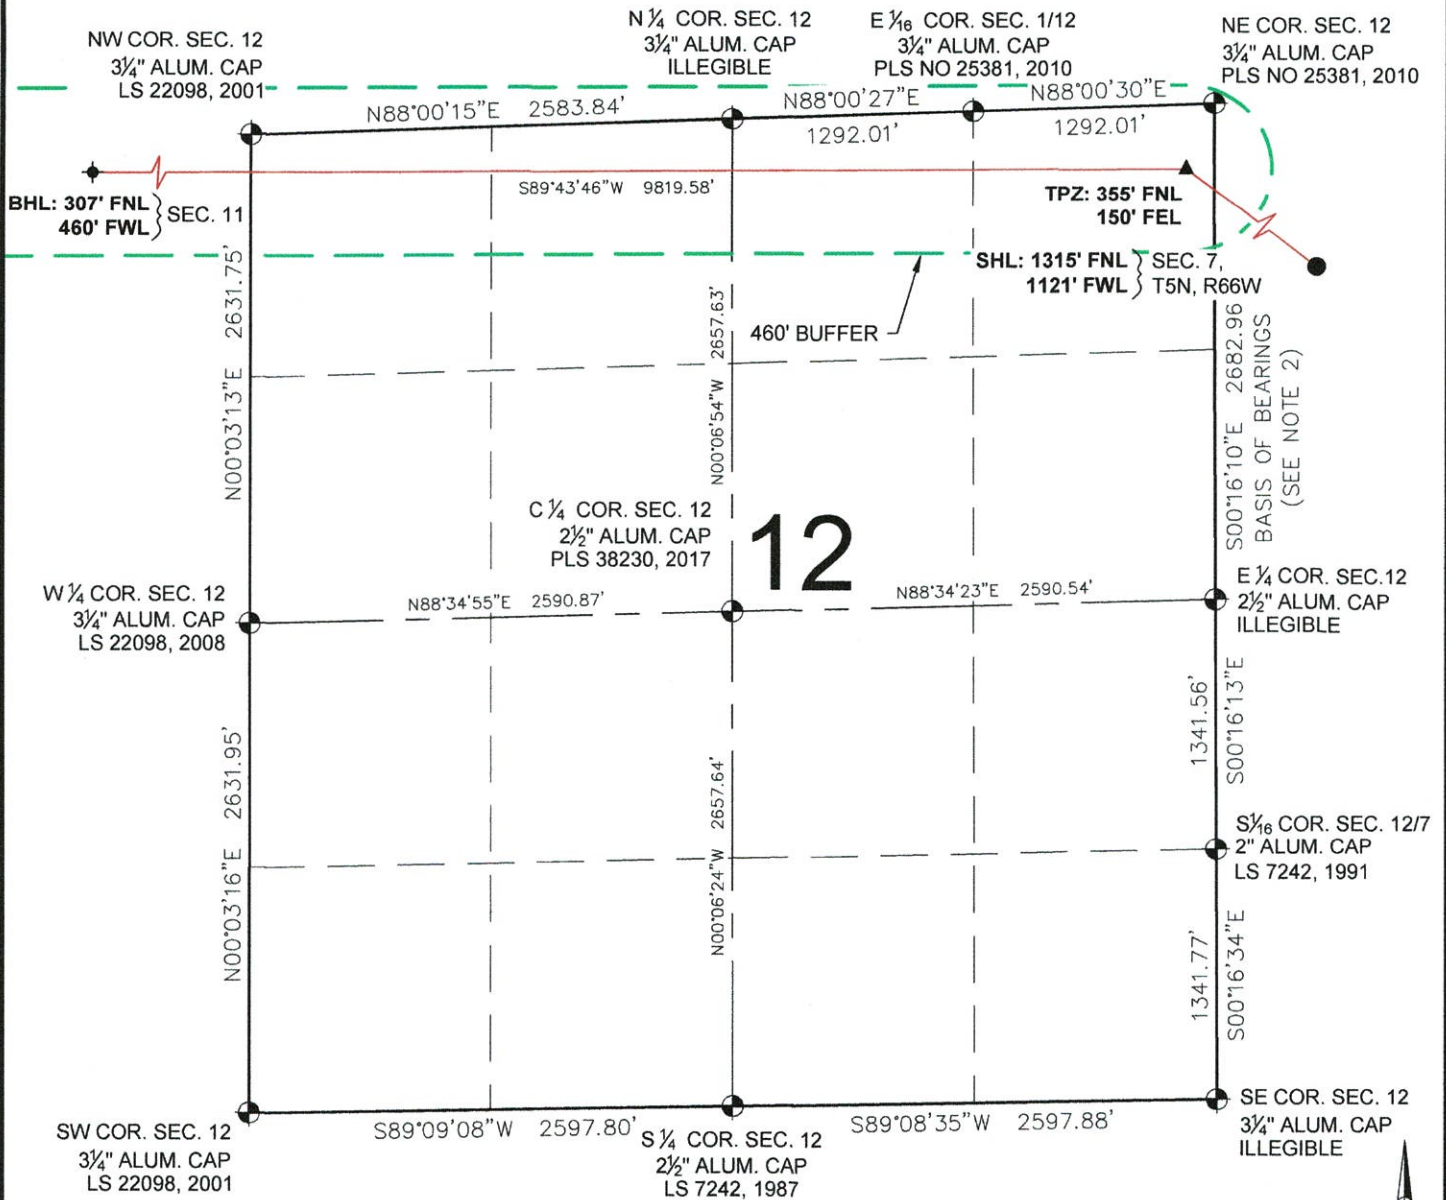 NW COR. SEC. 12
3¼" ALUM. CAP
LS 22098, 2001
N ¼ COR. SEC. 12
3¼" ALUM. CAP
ILLEGIBLE
E 1⁄16 COR. SEC. 1/12
3¼" ALUM. CAP
PLS NO 25381, 2010
NE COR. SEC. 12
3¼" ALUM. CAP
PLS NO 25381, 2010
N88°00'15"E 2583.84'
N88°00'27"E
1292.01'
N88°00'30"E
1292.01'
S89°43'46"W 9819.58'
BHL: 307' FNL
460' FWL
SEC. 11
TPZ: 355' FNL
150' FEL
SHL: 1315' FNL
1121' FWL
SEC. 7,
T5N, R66W
460' BUFFER
N00°03'13"E 2631.75'
N00°06'54"W 2657.63'
S00°16'10"E 2682.96
BASIS OF BEARINGS
(SEE NOTE 2)
C ¼ COR. SEC. 12
2½" ALUM. CAP
PLS 38230, 2017
12
W ¼ COR. SEC. 12
3¼" ALUM. CAP
LS 22098, 2008
N88°34'55"E 2590.87'
N88°34'23"E 2590.54'
E ¼ COR. SEC.12
2½" ALUM. CAP
ILLEGIBLE
N00°03'16"E 2631.95'
N00°06'24"W 2657.64'
1341.56'
S00°16'13"E
S1⁄16 COR. SEC. 12/7
2" ALUM. CAP
LS 7242, 1991
1341.77'
S00°16'34"E
SW COR. SEC. 12
3¼" ALUM. CAP
LS 22098, 2001
S89°09'08"W 2597.80'
S ¼ COR. SEC. 12
2½" ALUM. CAP
LS 7242, 1987
S89°08'35"W 2597.88'
SE COR. SEC. 12
3¼" ALUM. CAP
ILLEGIBLE